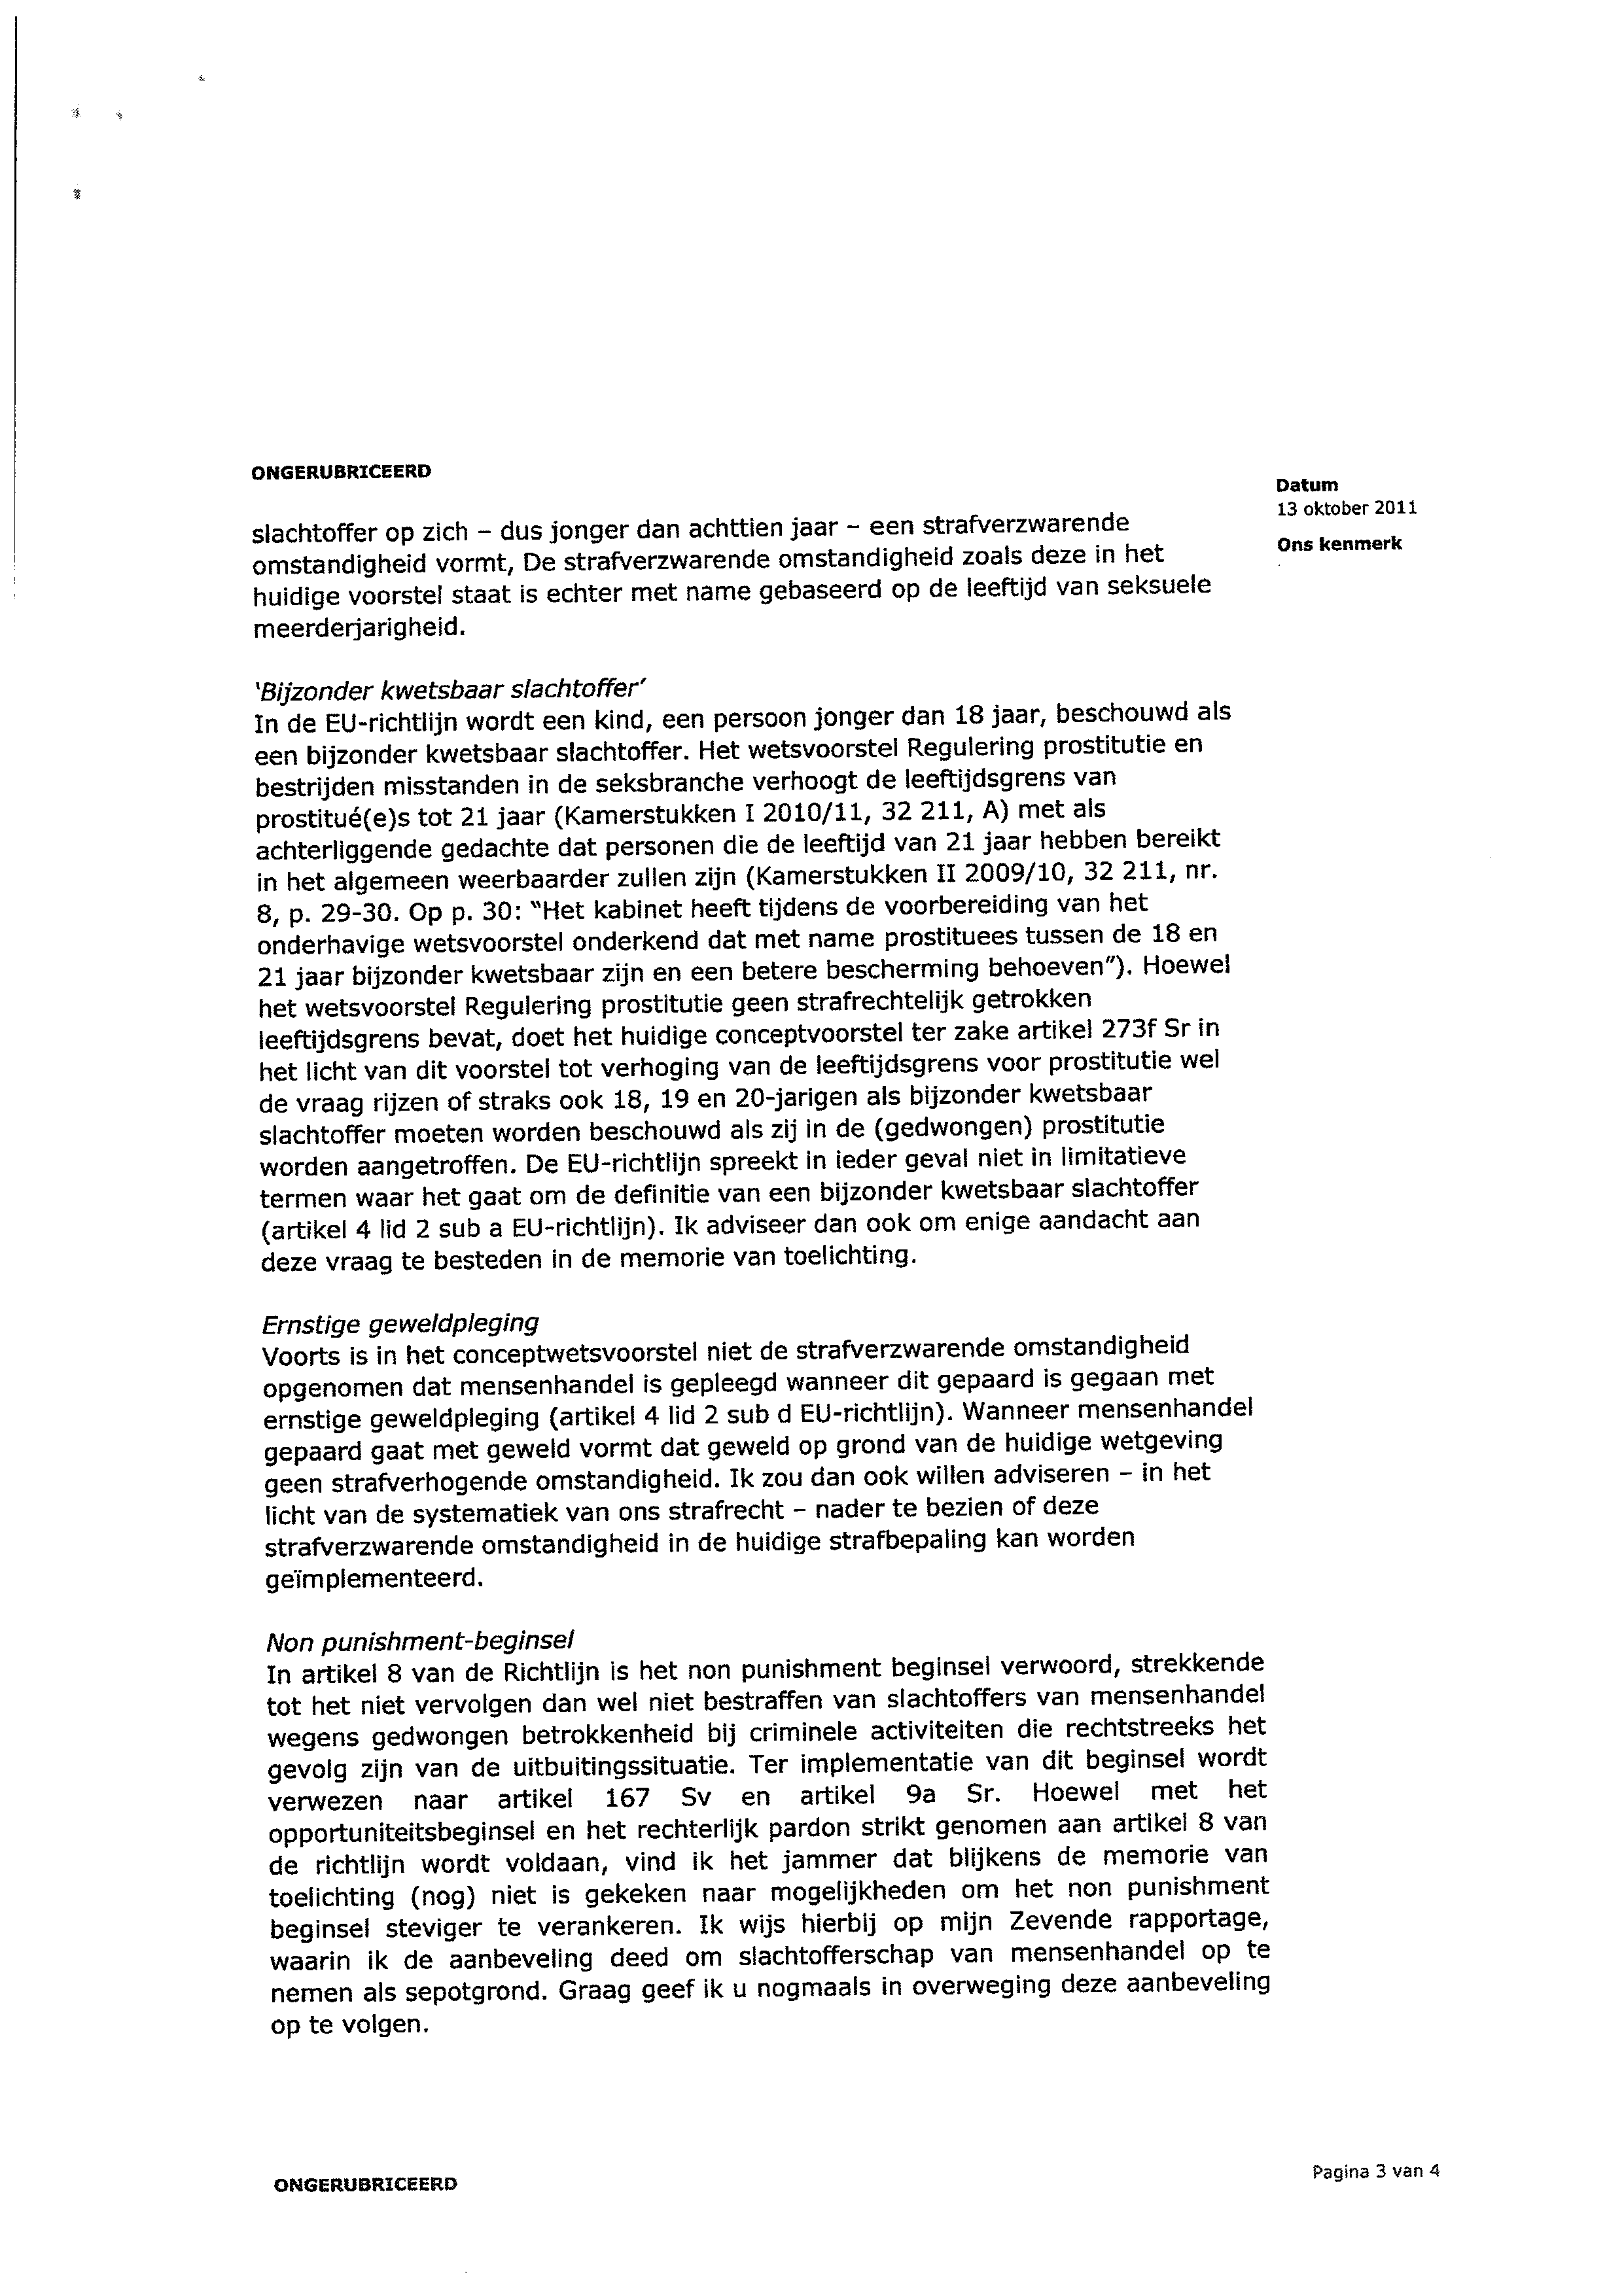 ONGERUBRICEERD
Datum
13 oktober 2011
Ons kenmerk
slachtoffer op zich – dus jonger dan achttien jaar – een strafverzwarende
omstandigheid vormt, De strafverzwarende omstandigheid zoals deze in het
huidige voorstel staat is echter met name gebaseerd op de leeftijd van seksuele
meerderjarigheid.
'Bijzonder kwetsbaar slachtoffer'
In de EU-richtlijn wordt een kind, een persoon jonger dan 18 jaar, beschouwd als
een bijzonder kwetsbaar slachtoffer. Het wetsvoorstel Regulering prostitutie en
bestrijden misstanden in de seksbranche verhoogt de leeftijdsgrens van
prostitué(e)s tot 21 jaar (Kamerstukken I 2010/11, 32 211, A) met als
achterliggende gedachte dat personen die de leeftijd van 21 jaar hebben bereikt
in het algemeen weerbaarder zullen zijn (Kamerstukken II 2009/10, 32 211, nr.
8, p. 29-30. Op p. 30: "Het kabinet heeft tijdens de voorbereiding van het
onderhavige wetsvoorstel onderkend dat met name prostituees tussen de 18 en
21 jaar bijzonder kwetsbaar zijn en een betere bescherming behoeven"). Hoewel
het wetsvoorstel Regulering prostitutie geen strafrechtelijk getrokken
leeftijdsgrens bevat, doet het huidige conceptvoorstel ter zake artikel 273f Sr in
het licht van dit voorstel tot verhoging van de leeftijdsgrens voor prostitutie wel
de vraag rijzen of straks ook 18, 19 en 20-jarigen als bijzonder kwetsbaar
slachtoffer moeten worden beschouwd als zij in de (gedwongen) prostitutie
worden aangetroffen. De EU-richtlijn spreekt in ieder geval niet in limitatieve
termen waar het gaat om de definitie van een bijzonder kwetsbaar slachtoffer
(artikel 4 lid 2 sub a EU-richtlijn). Ik adviseer dan ook om enige aandacht aan
deze vraag te besteden in de memorie van toelichting.
Ernstige geweldpleging
Voorts is in het conceptwetsvoorstel niet de strafverzwarende omstandigheid
opgenomen dat mensenhandel is gepleegd wanneer dit gepaard is gegaan met
ernstige geweldpleging (artikel 4 lid 2 sub d EU-richtlijn). Wanneer mensenhandel
gepaard gaat met geweld vormt dat geweld op grond van de huidige wetgeving
geen strafverhogende omstandigheid. Ik zou dan ook willen adviseren – in het
licht van de systematiek van ons strafrecht – nader te bezien of deze
strafverzwarende omstandigheid in de huidige strafbepaling kan worden
geïmplementeerd.
Non punishment-beginsel
In artikel 8 van de Richtlijn is het non punishment beginsel verwoord, strekkende
tot het niet vervolgen dan wel niet bestraffen van slachtoffers van mensenhandel
wegens gedwongen betrokkenheid bij criminele activiteiten die rechtstreeks het
gevolg zijn van de uitbuitingssituatie. Ter implementatie van dit beginsel wordt
verwezen naar artikel 167 Sv en artikel 9a Sr. Hoewel met het
opportuniteitsbeginsel en het rechterlijk pardon strikt genomen aan artikel 8 van
de richtlijn wordt voldaan, vind ik het jammer dat blijkens de memorie van
toelichting (nog) niet is gekeken naar mogelijkheden om het non punishment
beginsel steviger te verankeren. Ik wijs hierbij op mijn Zevende rapportage,
waarin ik de aanbeveling deed om slachtofferschap van mensenhandel op te
nemen als sepotgrond. Graag geef ik u nogmaals in overweging deze aanbeveling
op te volgen.
ONGERUBRICEERD
Pagina 3 van 4